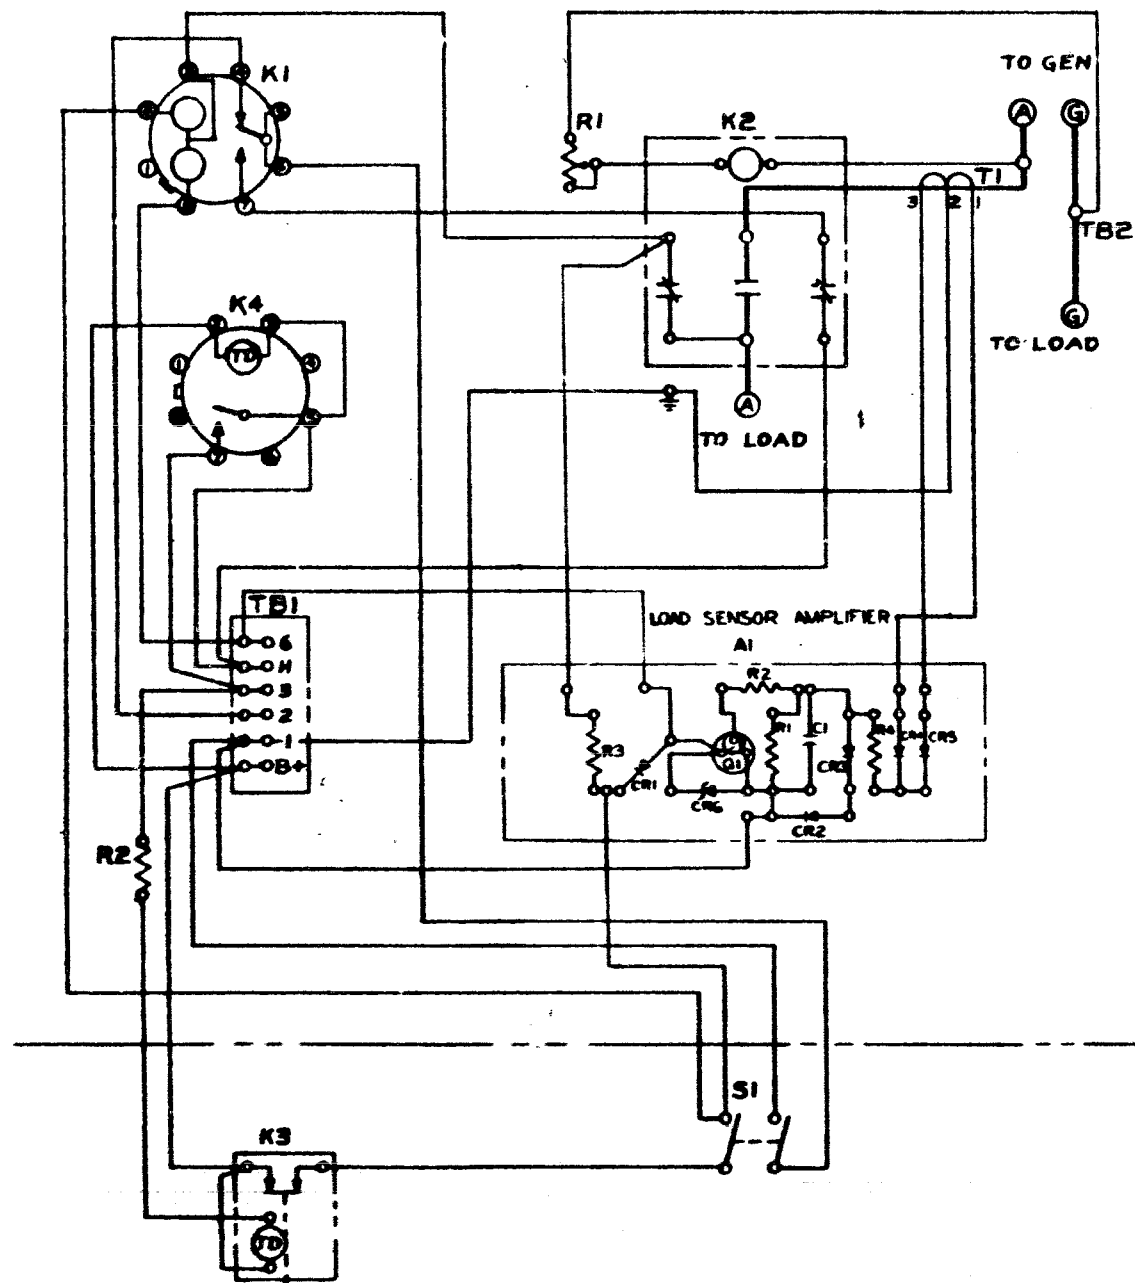 K1
TO GEN
A
G
R1
K2
T1
3
2
1
TB2
7
K4
TD
G
TO LOAD
A
TO LOAD
TB1
6
H
3
2
1
B+
LOAD SENSOR AMPLIFIER
A1
R2
R3
R1
C1
R4
CR4
CR5
CR1
Q1
CR3
CR6
CR2
R2
S1
K3
TD